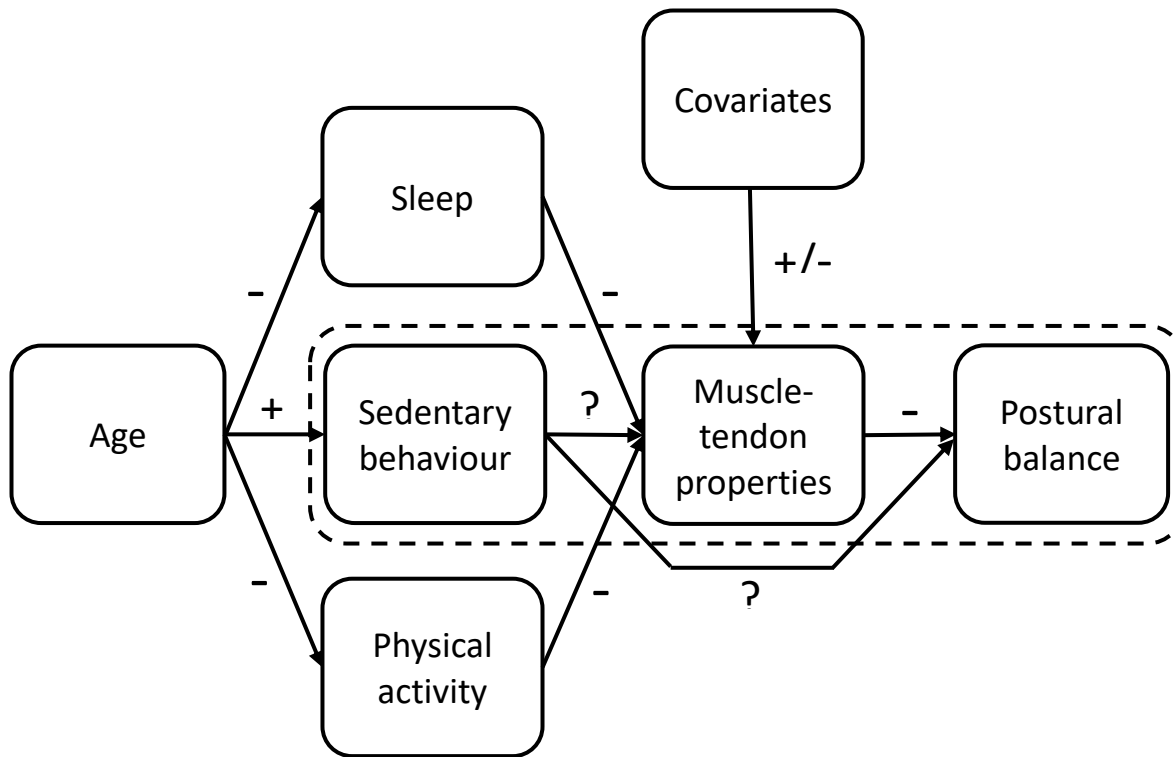 Covariates
Sleep
+/-
-
-
Age
+
Sedentary
behaviour
?
Muscle-
tendon
properties
-
Postural
balance
-
-
?
Physical
activity